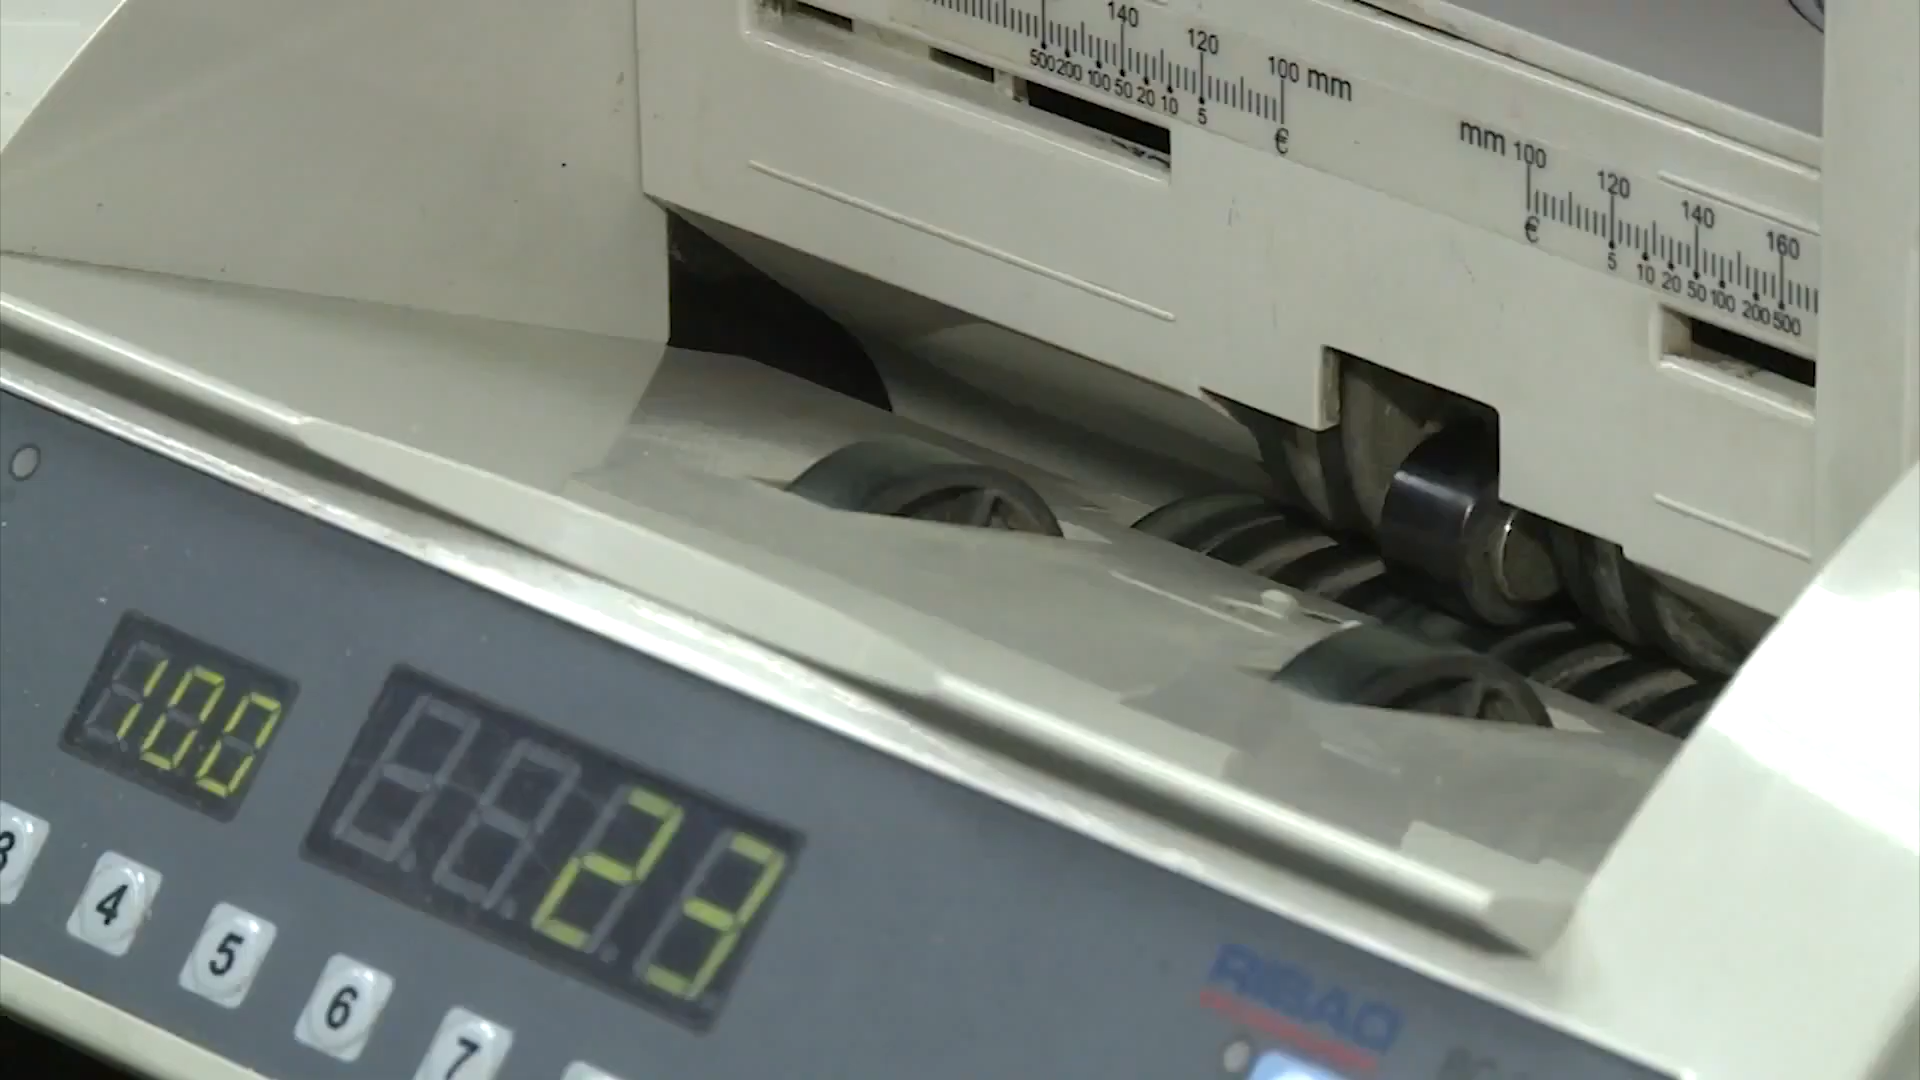 140 120 100 mm
500 200 100 50 20 10 5 €
mm 100 120 140 160
€ 5 10 20 50 100 200 500
100
23
3 4 5 6 7
RIBAO